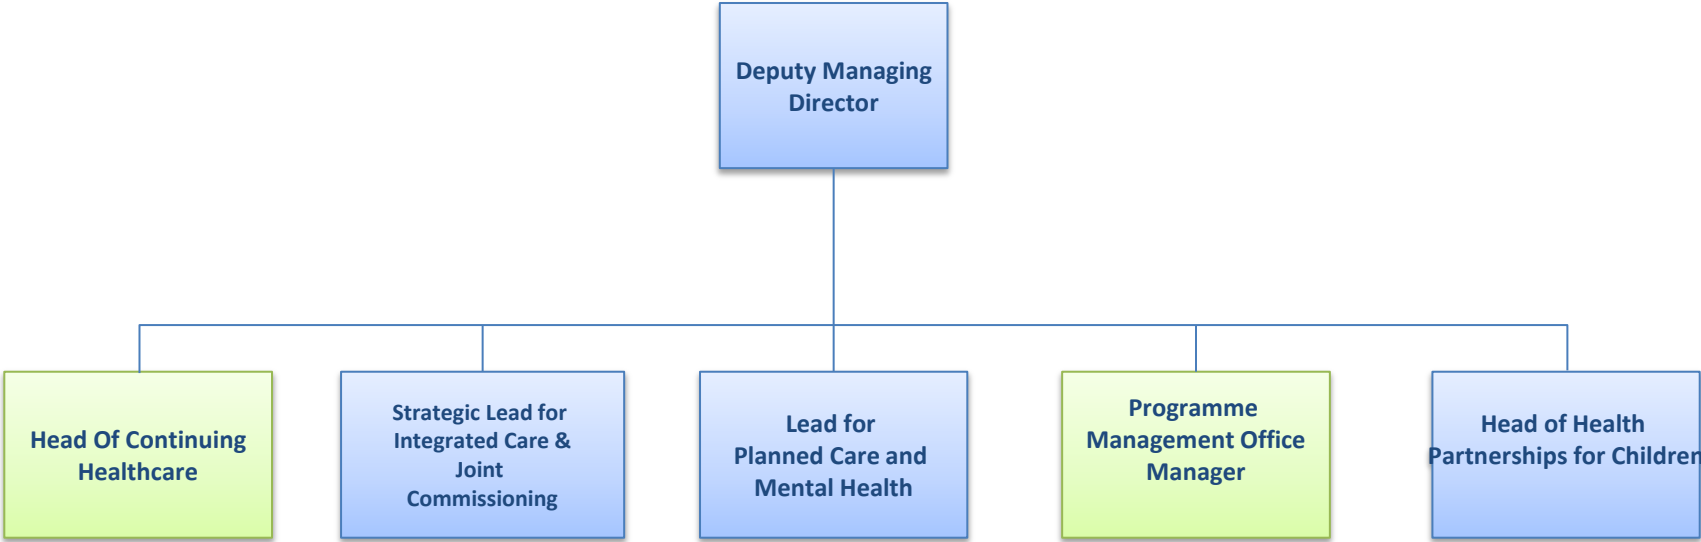 Deputy Managing
Director
Head Of Continuing
Healthcare
Strategic Lead for
Integrated Care &
Joint
Commissioning
Lead for
Planned Care and
Mental Health
Programme
Management Office
Manager
Head of Health
Partnerships for Children